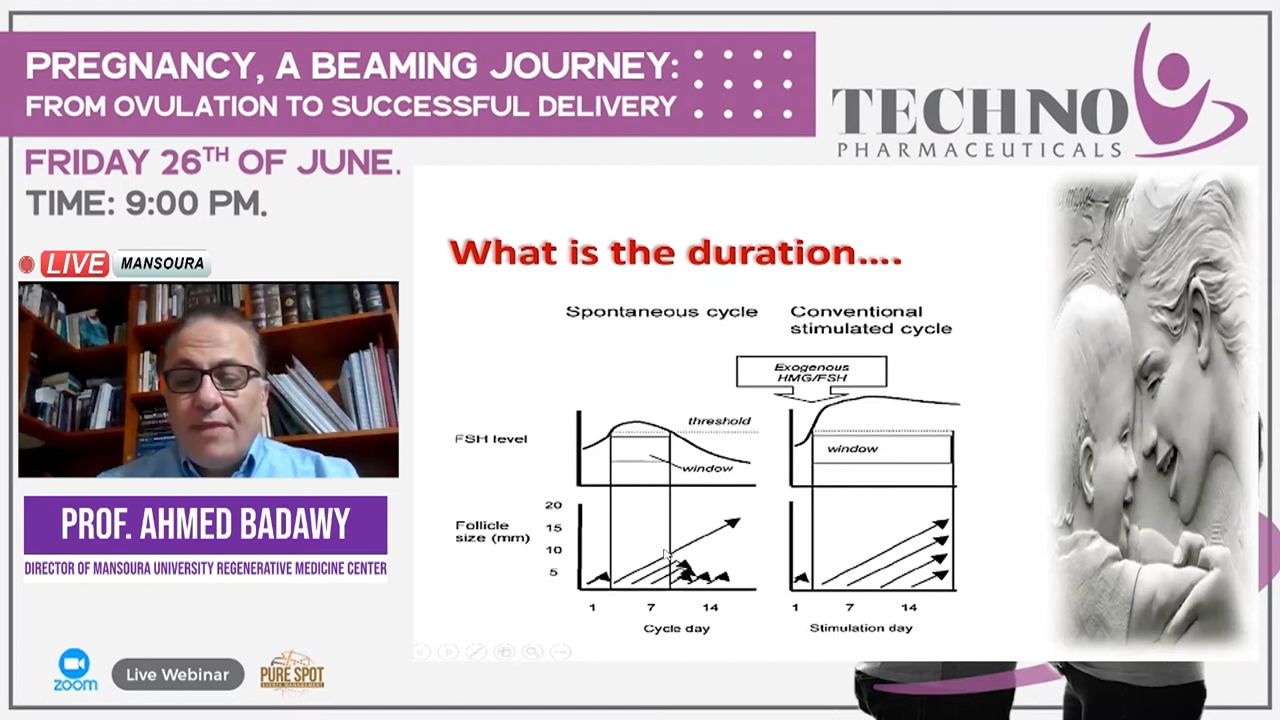 PREGNANCY, A BEAMING JOURNEY:
FROM OVULATION TO SUCCESSFUL DELIVERY
TECHNO
PHARMACEUTICALS
FRIDAY 26TH OF JUNE.
TIME: 9:00 PM.
LIVE
MANSOURA
PROF. AHMED BADAWY
DIRECTOR OF MANSOURA UNIVERSITY REGENERATIVE MEDICINE CENTER
zoom
Live Webinar
PURE SPOT
What is the duration....
Spontaneous cycle
Conventional
stimulated cycle
Exogenous
HMG/FSH
FSH level
threshold
window
window
Follicle
size (mm)
20
15
10
5
1 7 14
Cycle day
1 7 14
Stimulation day